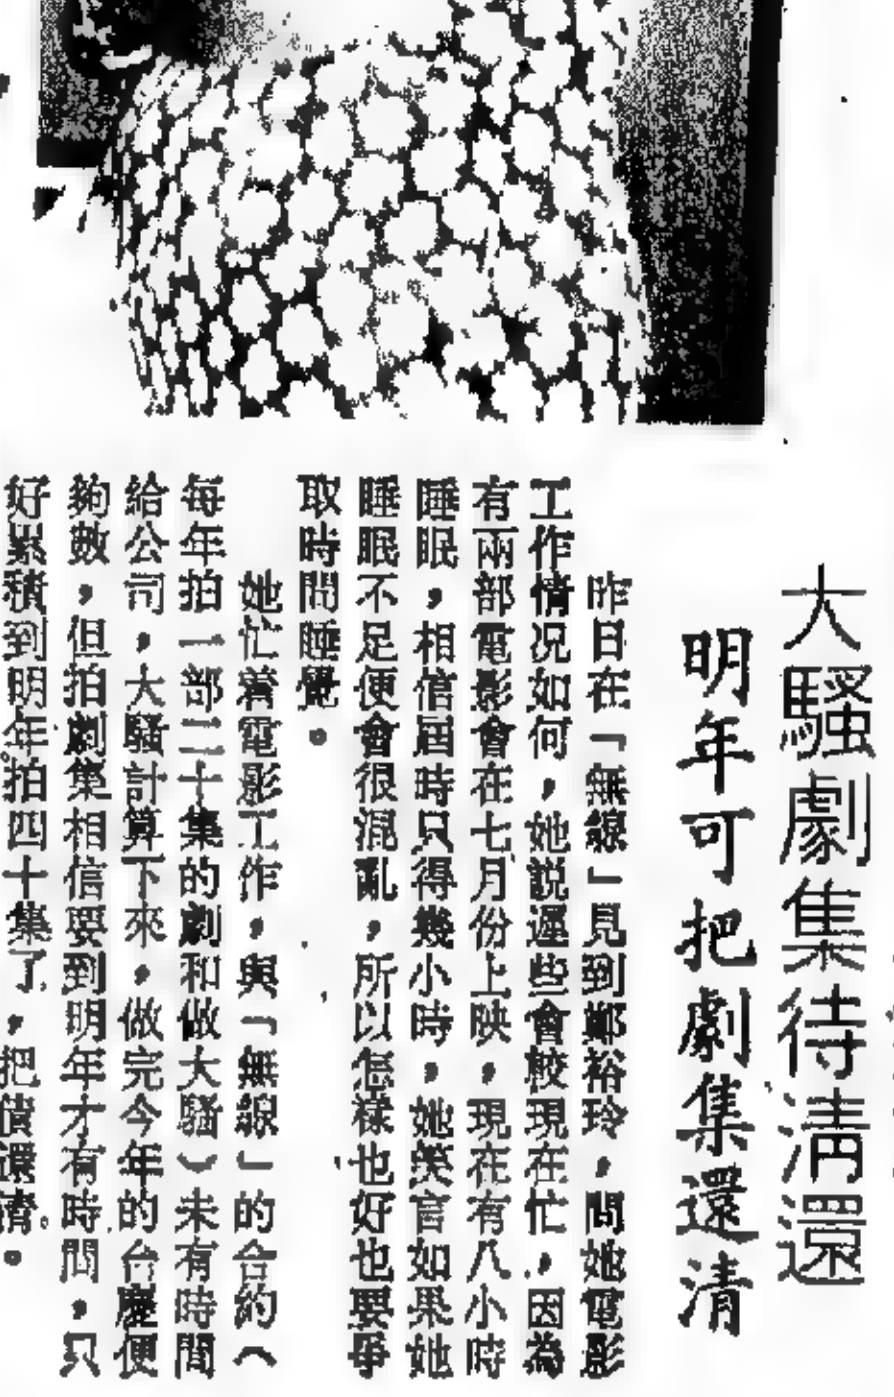 大騷劇集待清還
明年可把劇集還清
昨日在「無線」見到鄭裕玲，問她電影
工作情况如何，她説遲些會較現在忙，因為
有兩部電影會在七月份上映，現在有八小時
睡眠，相信屆時只得幾小時，她笑言如果她
睡眠不足便會很混亂，所以怎樣也好也要爭
取時間睡覺。
她忙着電影工作，與「無線」的合約（
每年拍一部二十集的劇和做大騷）未有時間
給公司，大騷計算下來，做完今年的台慶便
夠數，但拍劇集相信要到明年才有時間，只
好累積到明年拍四十集了，把債還清。